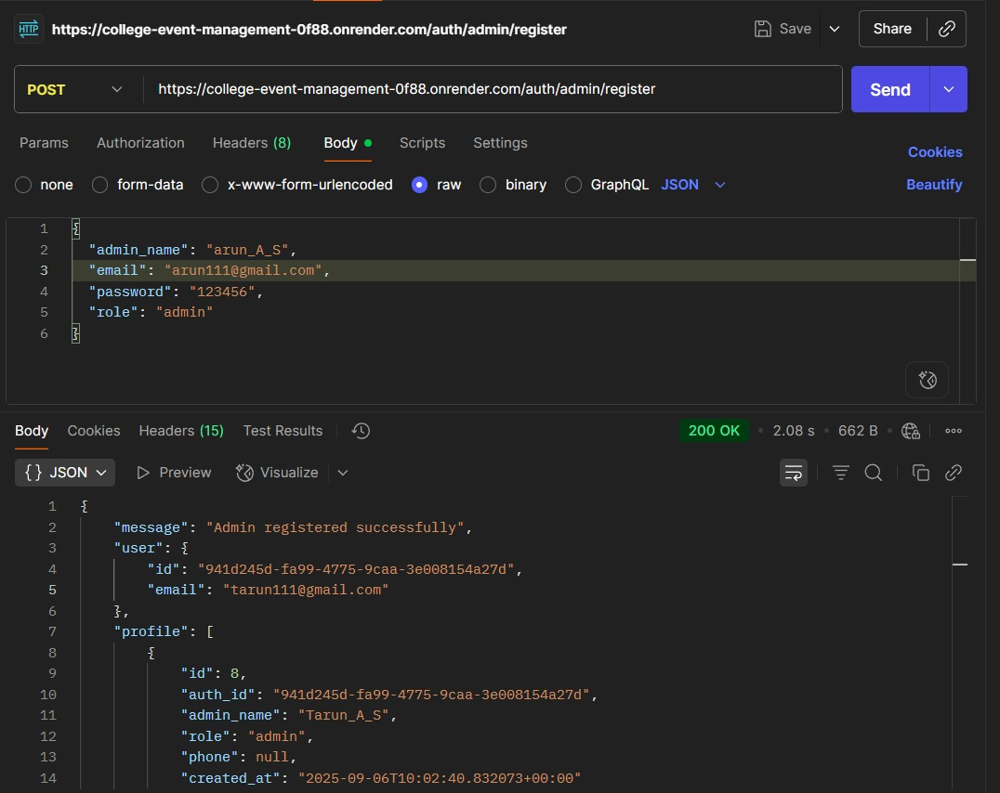 HTTP https://college-event-management-0f88.onrender.com/auth/admin/register Save Share
POST https://college-event-management-0f88.onrender.com/auth/admin/register Send
Params Authorization Headers (8) Body Scripts Settings Cookies
none form-data x-www-form-urlencoded raw binary GraphQL JSON Beautify
1 {
2 "admin_name": "arun_A_S",
3 "email": "arun111@gmail.com",
4 "password": "123456",
5 "role": "admin"
6 }
Body Cookies Headers (15) Test Results 200 OK • 2.08 s • 662 B •
{} JSON Preview Visualize
1 {
2 "message": "Admin registered successfully",
3 "user": {
4 "id": "941d245d-fa99-4775-9caa-3e008154a27d",
5 "email": "tarun111@gmail.com"
6 },
7 "profile": [
8 {
9 "id": 8,
10 "auth_id": "941d245d-fa99-4775-9caa-3e008154a27d",
11 "admin_name": "Tarun_A_S",
12 "role": "admin",
13 "phone": null,
14 "created_at": "2025-09-06T10:02:40.832073+00:00"